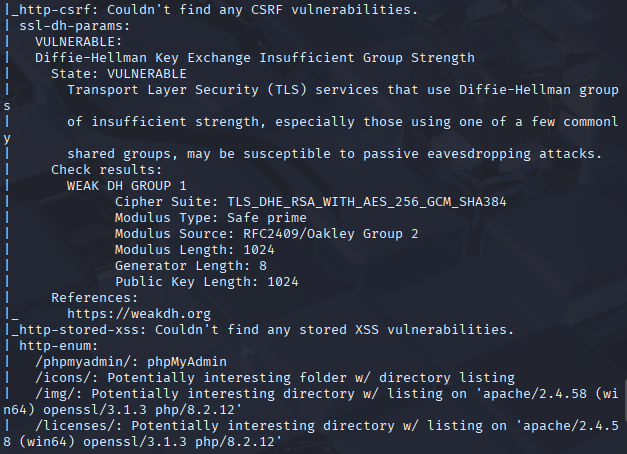 |_http-csrf: Couldn't find any CSRF vulnerabilities.
| ssl-dh-params:
|   VULNERABLE:
|   Diffie-Hellman Key Exchange Insufficient Group Strength
|     State: VULNERABLE
|       Transport Layer Security (TLS) services that use Diffie-Hellman group
s
|       of insufficient strength, especially those using one of a few commonl
y
|       shared groups, may be susceptible to passive eavesdropping attacks.
|     Check results:
|       WEAK DH GROUP 1
|             Cipher Suite: TLS_DHE_RSA_WITH_AES_256_GCM_SHA384
|             Modulus Type: Safe prime
|             Modulus Source: RFC2409/Oakley Group 2
|             Modulus Length: 1024
|             Generator Length: 8
|             Public Key Length: 1024
|     References:
|_      https://weakdh.org
|_http-stored-xss: Couldn't find any stored XSS vulnerabilities.
| http-enum:
|   /phpmyadmin/: phpMyAdmin
|   /icons/: Potentially interesting folder w/ directory listing
|   /img/: Potentially interesting directory w/ listing on 'apache/2.4.58 (wi
n64) openssl/3.1.3 php/8.2.12'
|   /licenses/: Potentially interesting directory w/ listing on 'apache/2.4.5
8 (win64) openssl/3.1.3 php/8.2.12'